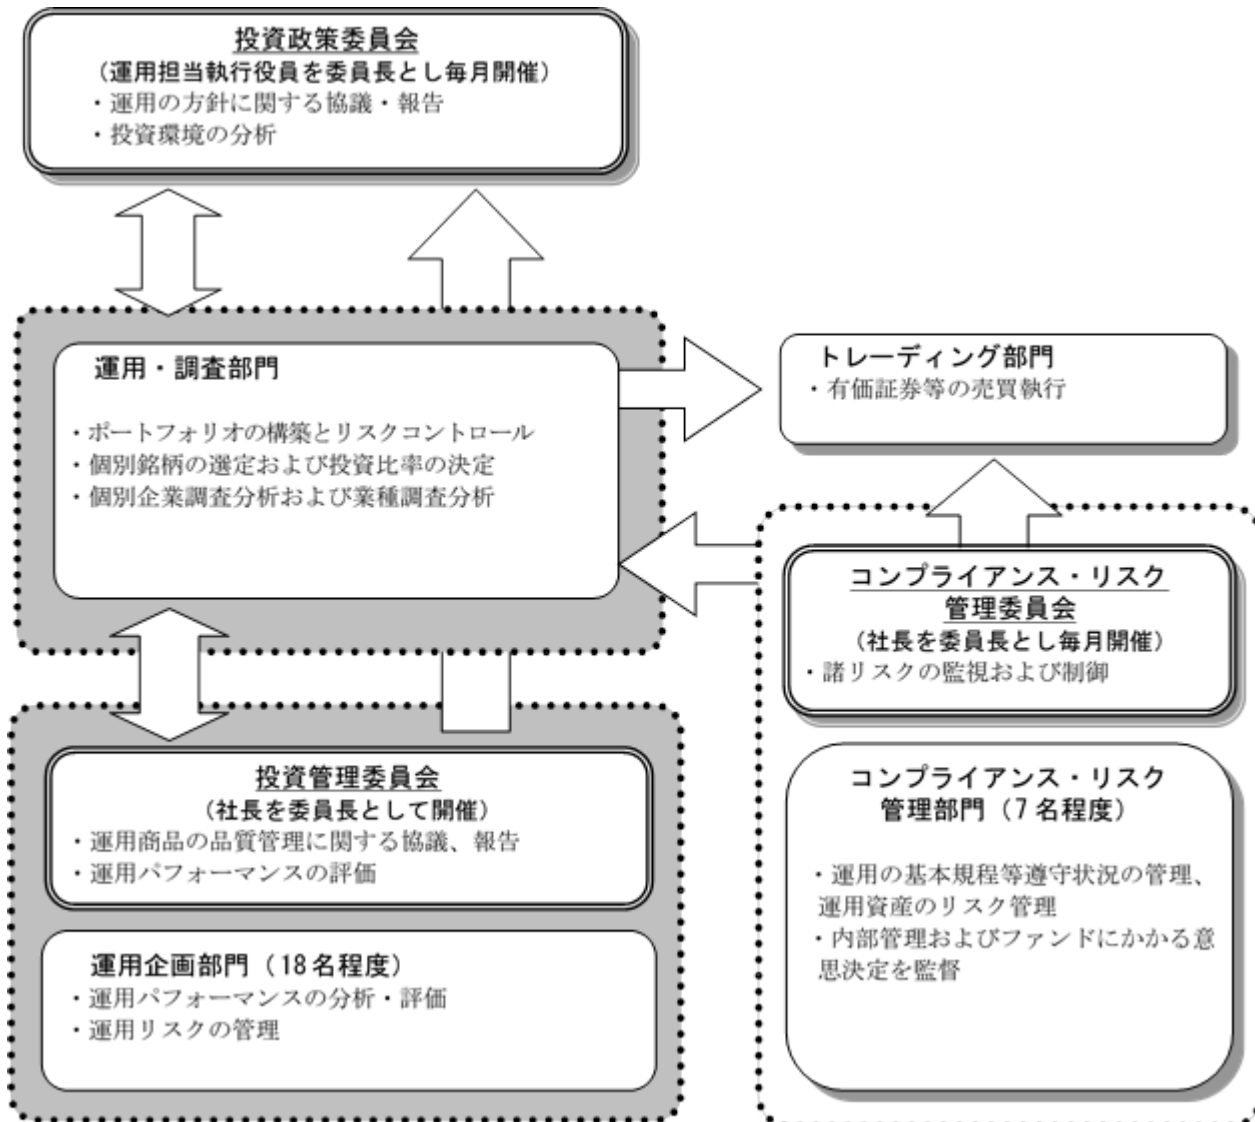 投資政策委員会
（運用担当執行役員を委員長とし毎月開催）
・運用の方針に関する協議・報告
・投資環境の分析
運用・調査部門
・ポートフォリオの構築とリスクコントロール
・個別銘柄の選定および投資比率の決定
・個別企業調査分析および業種調査分析
トレーディング部門
・有価証券等の売買執行
コンプライアンス・リスク
管理委員会
（社長を委員長とし毎月開催）
・諸リスクの監視および制御
投資管理委員会
（社長を委員長として開催）
・運用商品の品質管理に関する協議、報告
・運用パフォーマンスの評価
運用企画部門（18名程度）
・運用パフォーマンスの分析・評価
・運用リスクの管理
コンプライアンス・リスク
管理部門（7名程度）
・運用の基本規程等遵守状況の管理、
運用資産のリスク管理
・内部管理およびファンドにかかる意
思決定を監督